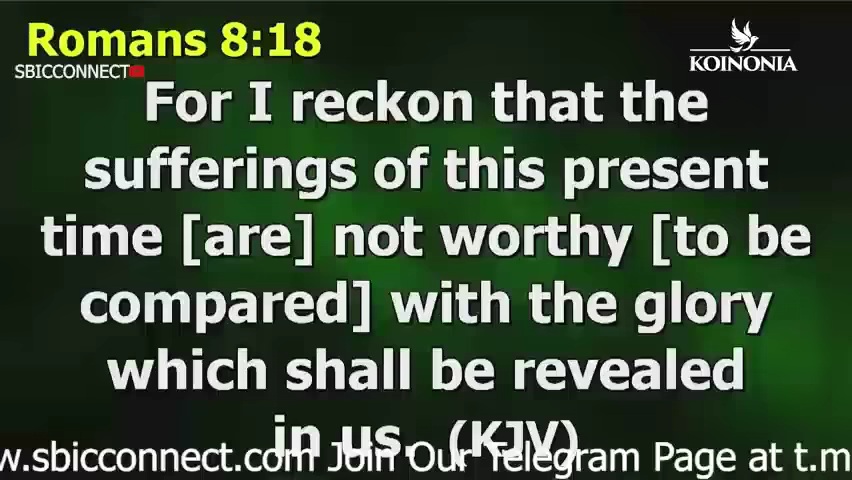 Romans 8:18
SBICCONNECT
KOINONIA
For I reckon that the
sufferings of this present
time [are] not worthy [to be
compared] with the glory
which shall be revealed
in us. (KJV)
w.sbicconnect.com Join Our Telegram Page at t.m